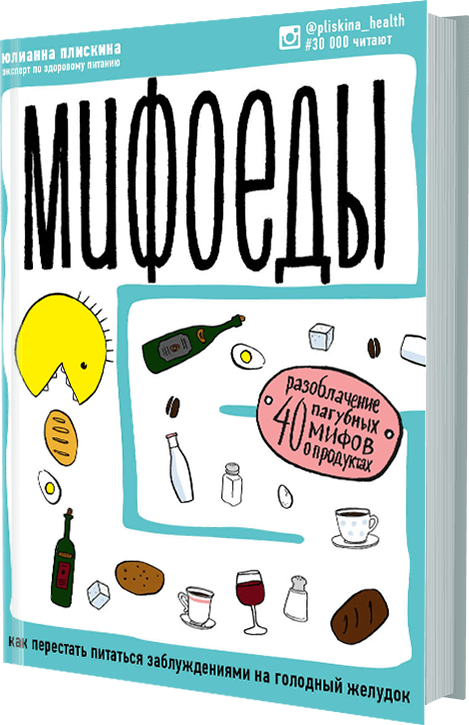 юлианна плискина
эксперт по здоровому питанию
@pliskina_health
#30 000 читают
мифоеды
разоблачение
40 пагубных
мифов
о продуктах
как перестать питаться заблуждениями на голодный желудок